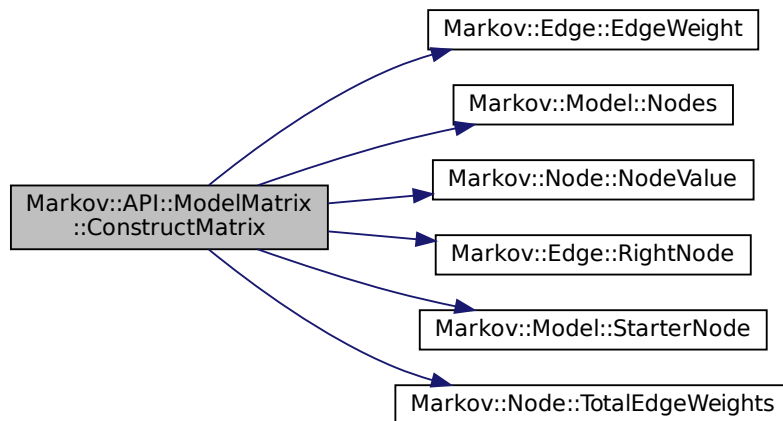 Markov::API::ModelMatrix
::ConstructMatrix
Markov::Edge::EdgeWeight
Markov::Model::Nodes
Markov::Node::NodeValue
Markov::Edge::RightNode
Markov::Model::StarterNode
Markov::Node::TotalEdgeWeights